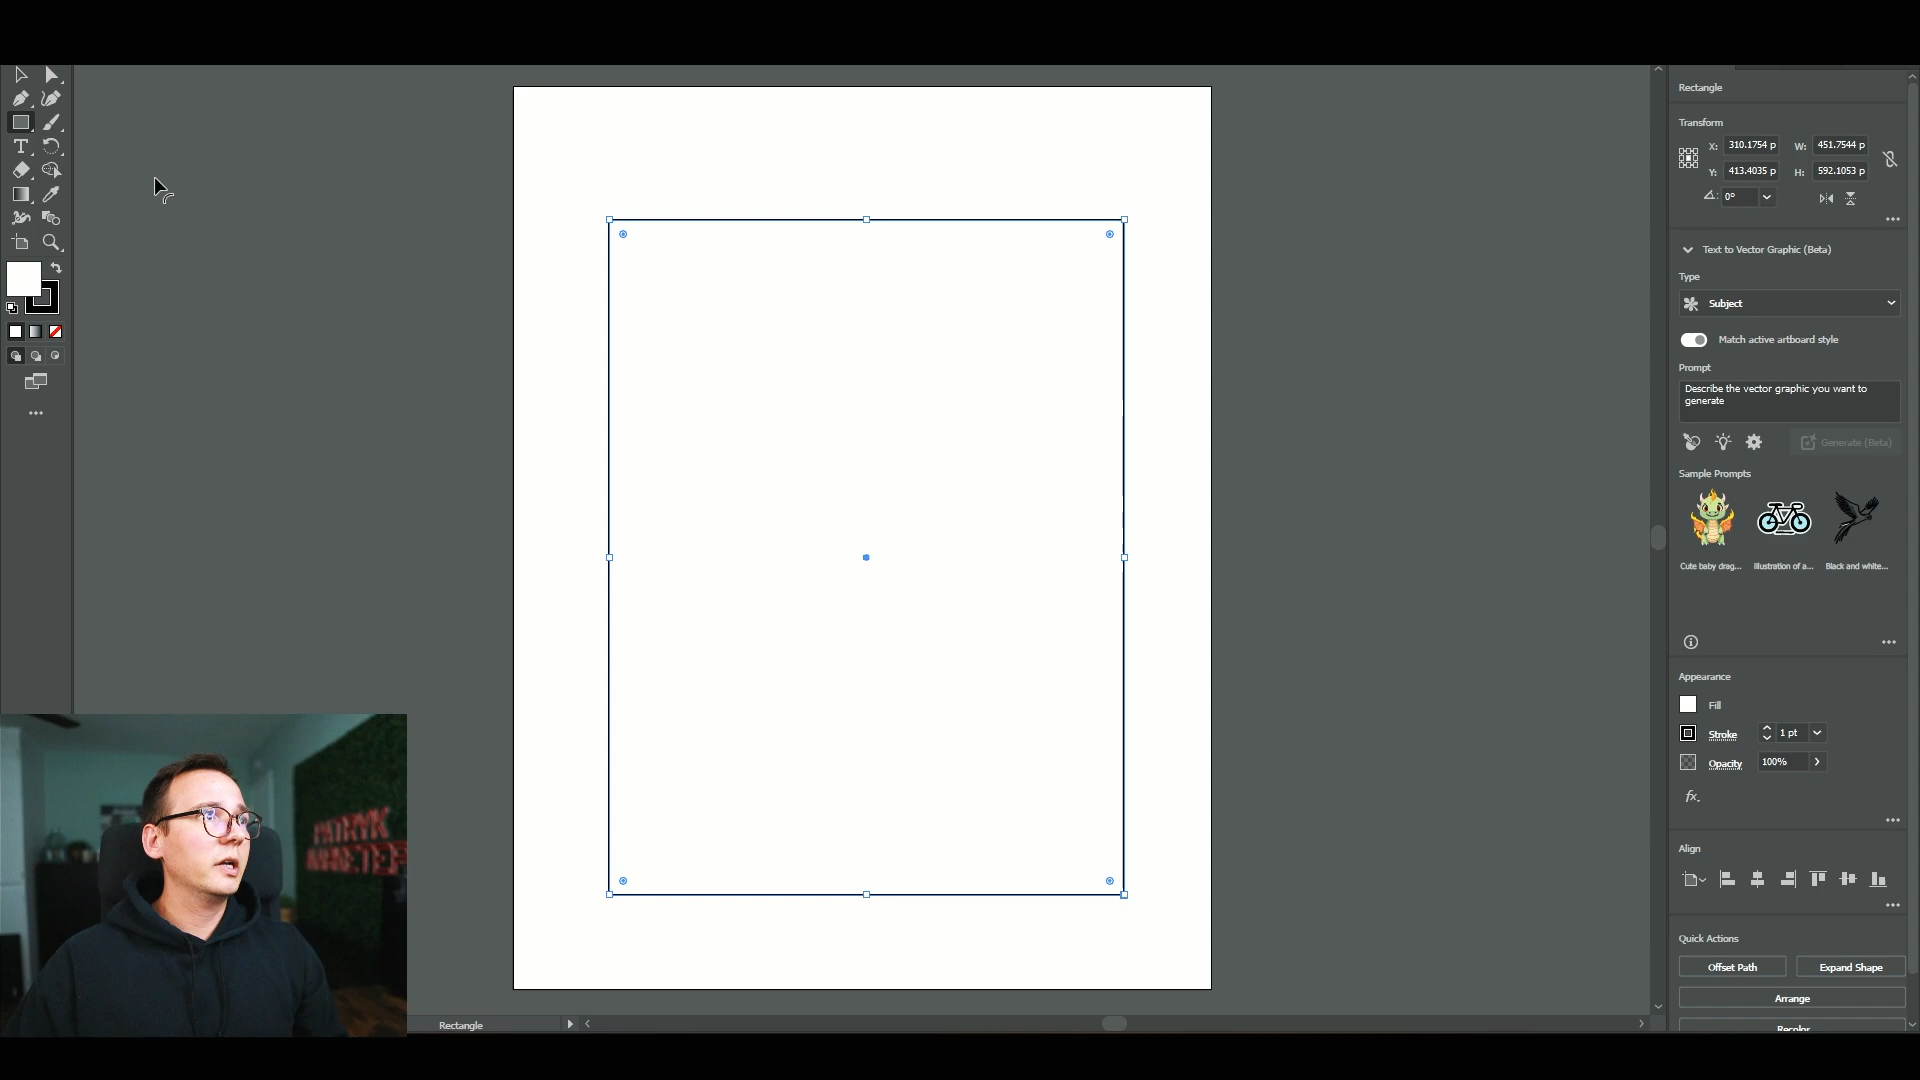 Rectangle
Transform
X: 310.1754 p W: 451.7544 p
Y: 413.4035 p H: 592.1053 p
0°
Text to Vector Graphic (Beta)
Type
Subject
Match active artboard style
Prompt
Describe the vector graphic you want to
generate
Generate (Beta)
Sample Prompts
Cute baby drag... Illustration of a... Black and white...
Appearance
Fill
Stroke 1 pt
Opacity 100%
fx.
Align
Quick Actions
Offset Path Expand Shape
Arrange
Recolor
PATRYK
MARKETER
Rectangle